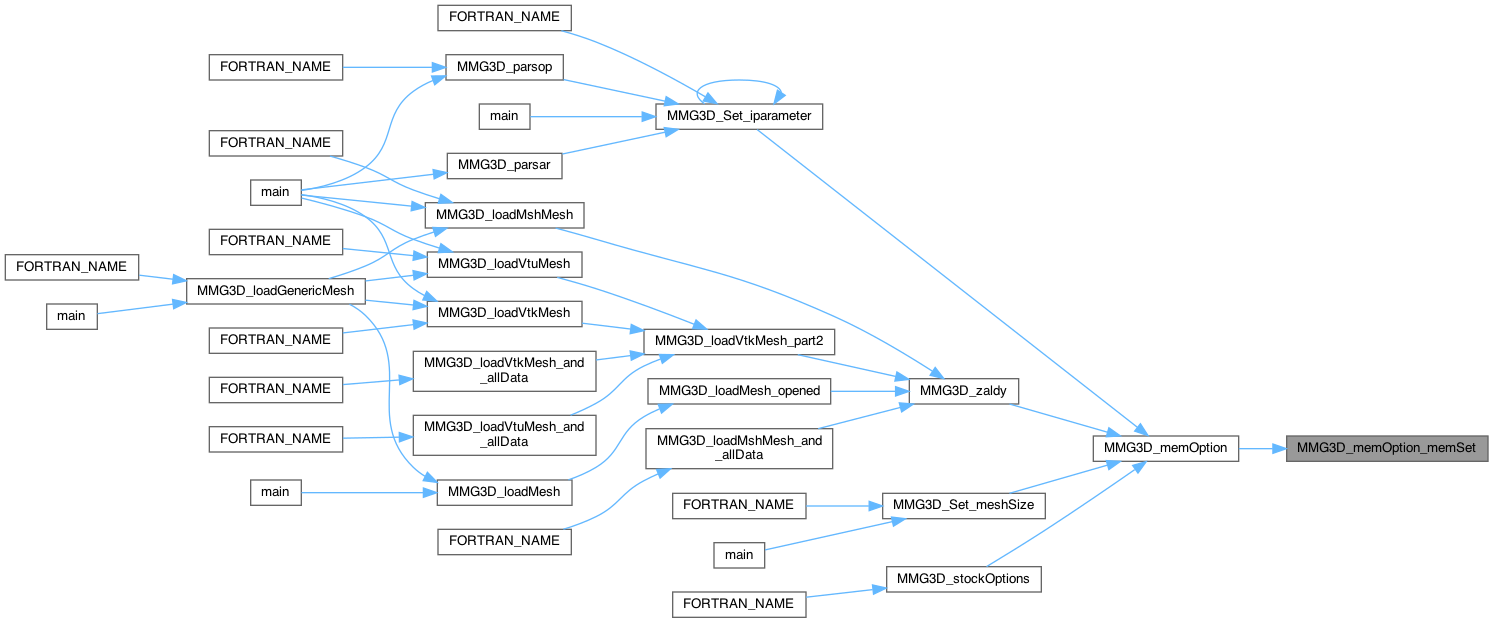 FORTRAN_NAME
FORTRAN_NAME
MMG3D_parsop
main
MMG3D_Set_iparameter
FORTRAN_NAME
MMG3D_parsar
main
MMG3D_loadMshMesh
FORTRAN_NAME
FORTRAN_NAME
MMG3D_loadVtuMesh
MMG3D_loadGenericMesh
main
MMG3D_loadVtkMesh
FORTRAN_NAME
MMG3D_loadVtkMesh_part2
MMG3D_loadVtkMesh_and
_allData
FORTRAN_NAME
MMG3D_loadMesh_opened
MMG3D_zaldy
MMG3D_loadVtuMesh_and
_allData
FORTRAN_NAME
MMG3D_loadMshMesh_and
_allData
MMG3D_memOption
MMG3D_memOption_memSet
main
MMG3D_loadMesh
FORTRAN_NAME
MMG3D_Set_meshSize
FORTRAN_NAME
main
MMG3D_stockOptions
FORTRAN_NAME